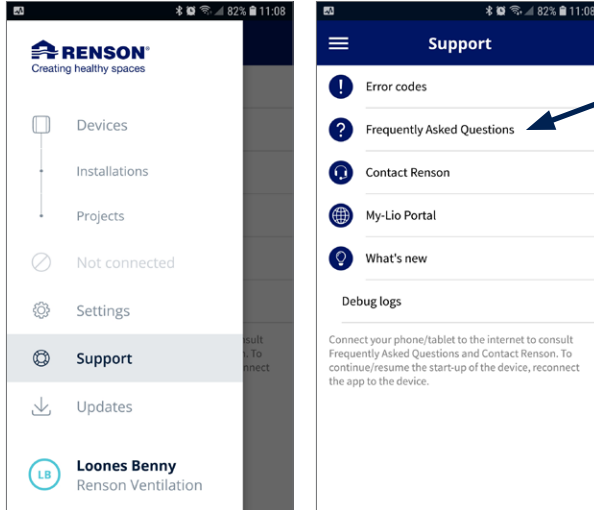 82% 11:08
RENSON®
Creating healthy spaces
Devices
Installations
Projects
Not connected
Settings
Support
Updates
LB
Loones Benny
Renson Ventilation
sult
. To
nnect
82% 11:08
Support
Error codes
Frequently Asked Questions
Contact Renson
My-Lio Portal
What's new
Debug logs
Connect your phone/tablet to the internet to consult
Frequently Asked Questions and Contact Renson. To
continue/resume the start-up of the device, reconnect
the app to the device.